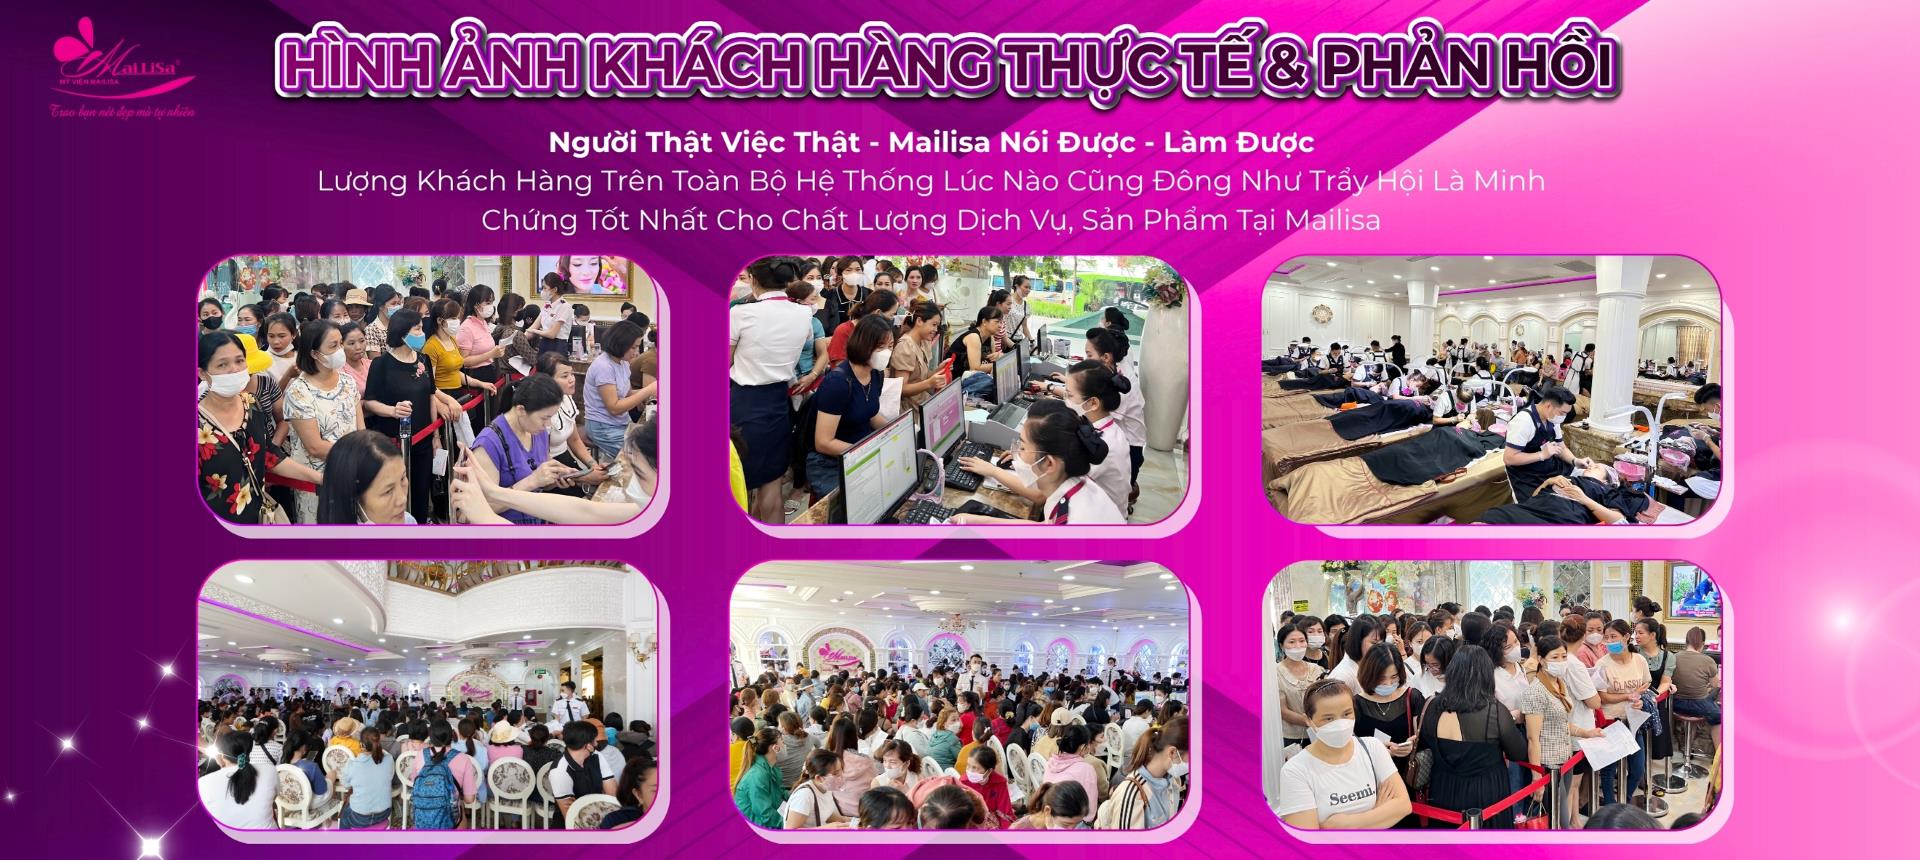 MaiLisa®
MỸ VIỆN MAILISA
Trao bạn nét đẹp mà tự nhiên
HÌNH ẢNH KHÁCH HÀNG THỰC TẾ & PHẢN HỒI
Người Thật Việc Thật - Mailisa Nói Được - Làm Được
Lượng Khách Hàng Trên Toàn Bộ Hệ Thống Lúc Nào Cũng Đông Như Trẩy Hội Là Minh
Chứng Tốt Nhất Cho Chất Lượng Dịch Vụ, Sản Phẩm Tại Mailisa
Seemi.
CLASSIC